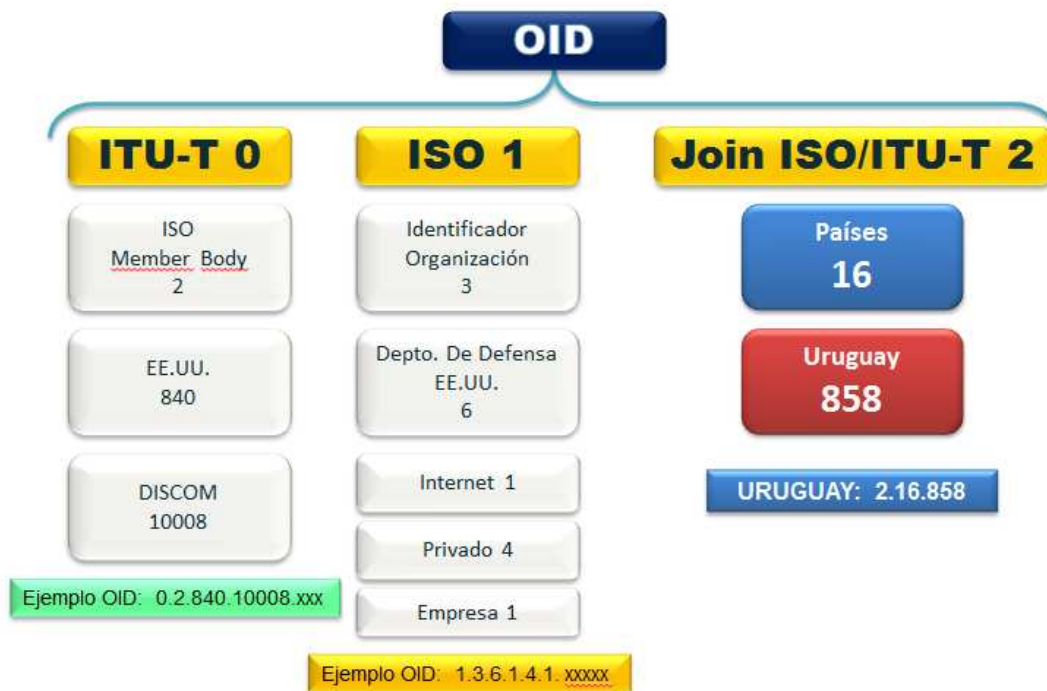 OID
ITU-T 0
ISO
Member Body
2
EE.UU.
840
DISCOM
10008
Ejemplo OID: 0.2.840.10008.xxx
ISO 1
Identificador
Organización
3
Depto. De Defensa
EE.UU.
6
Internet 1
Privado 4
Empresa 1
Ejemplo OID: 1.3.6.1.4.1. xxxxx
Join ISO/ITU-T 2
Países
16
Uruguay
858
URUGUAY: 2.16.858